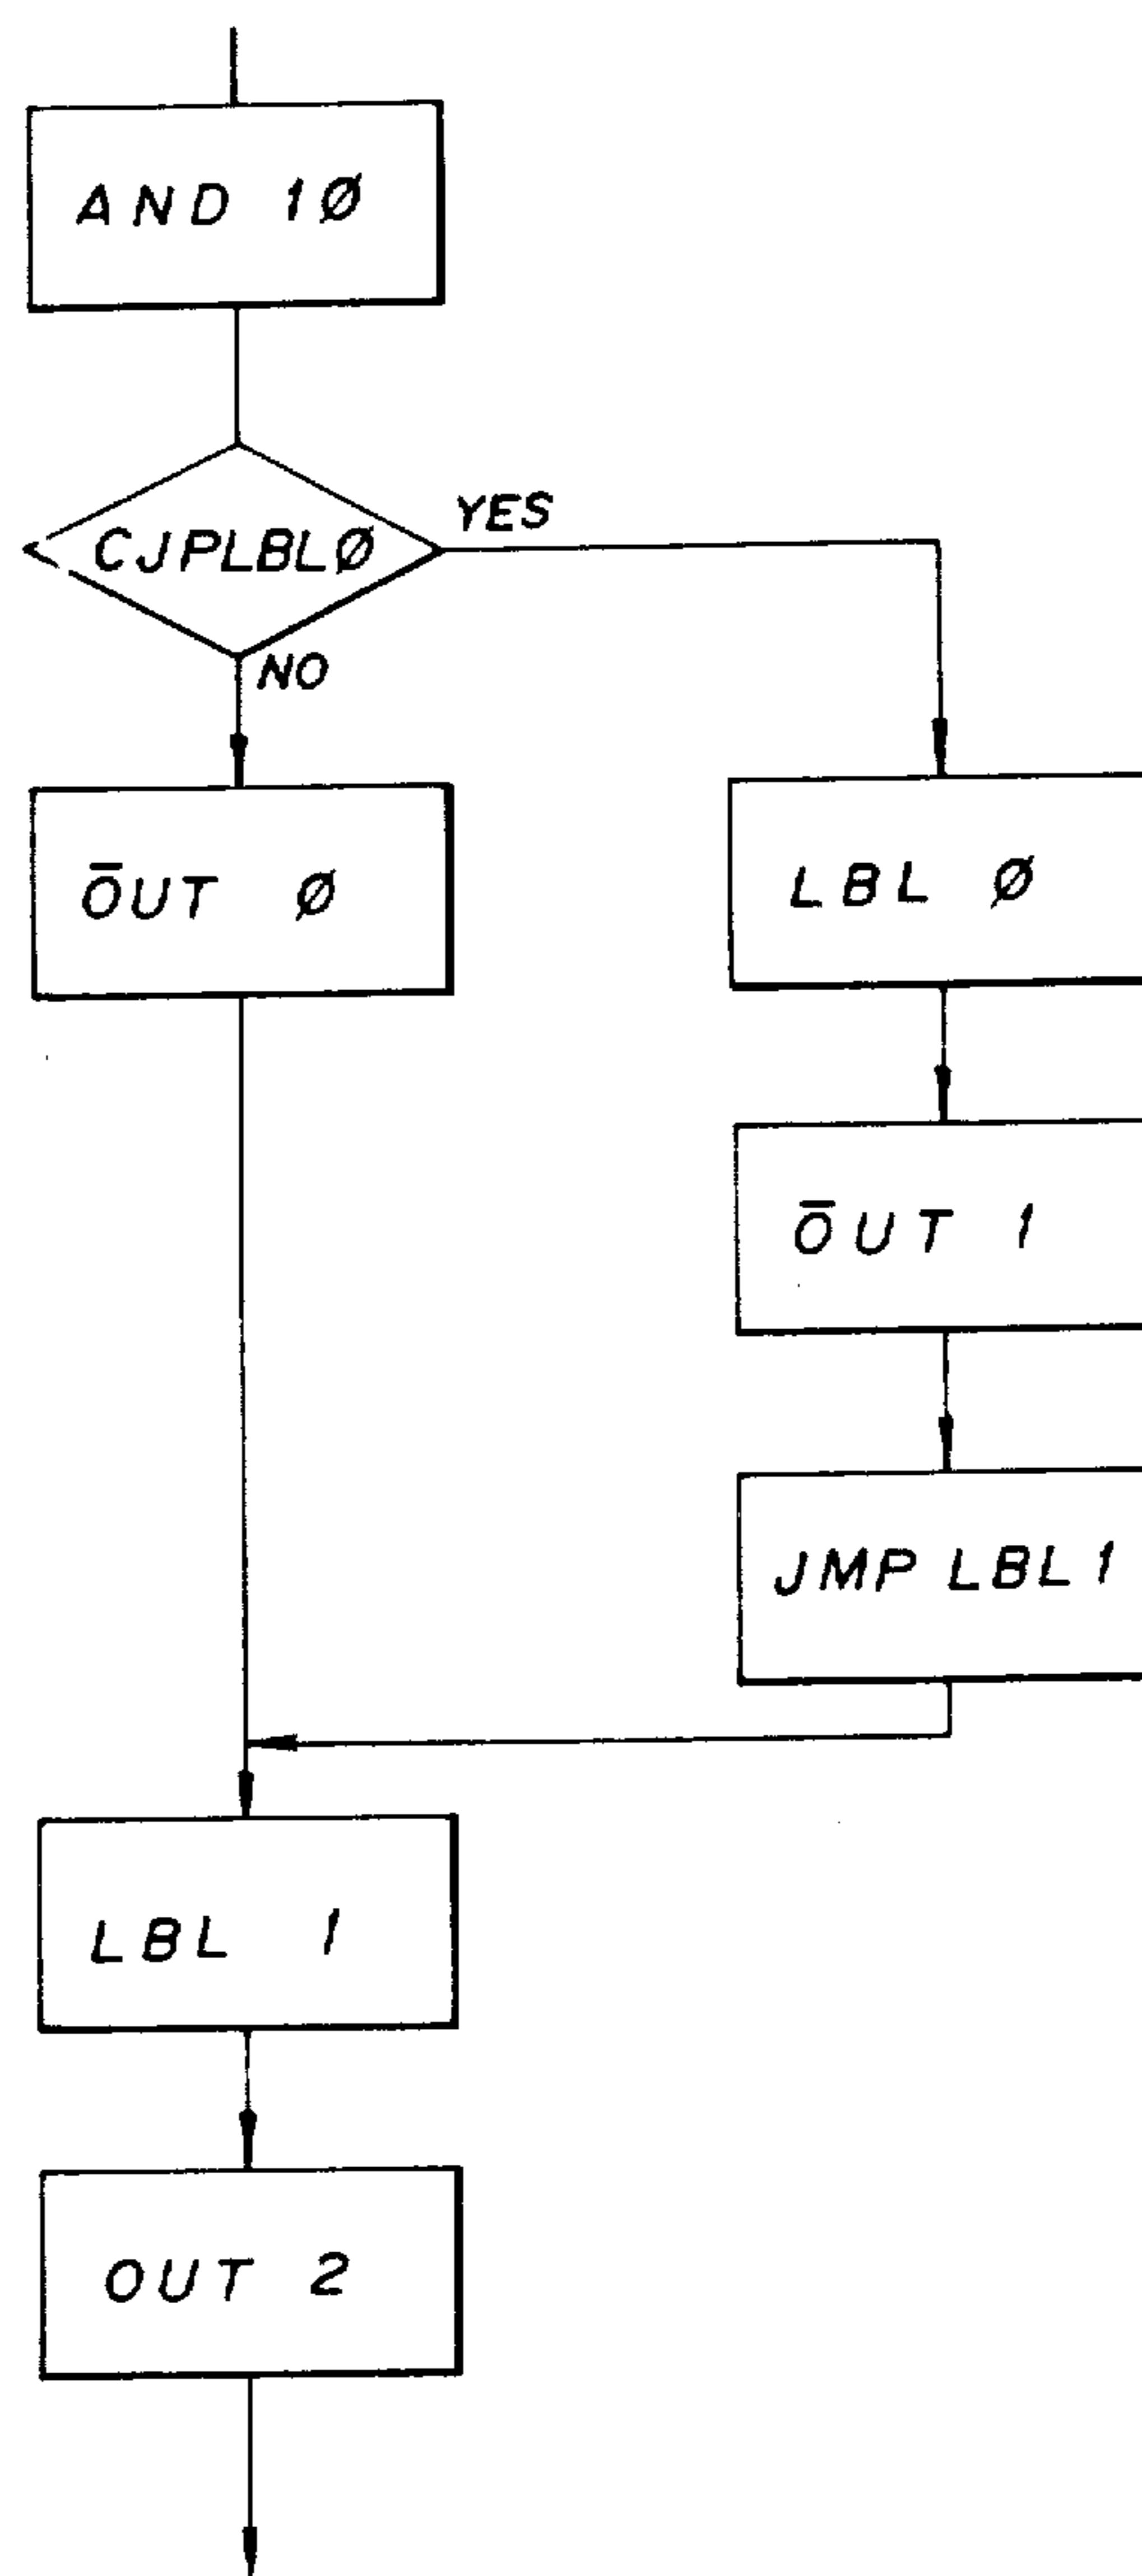 AND 1Ø
CJPLBLØ
YES
NO
ŌUT Ø
LBL Ø
ŌUT 1
JMP LBL 1
LBL 1
OUT 2